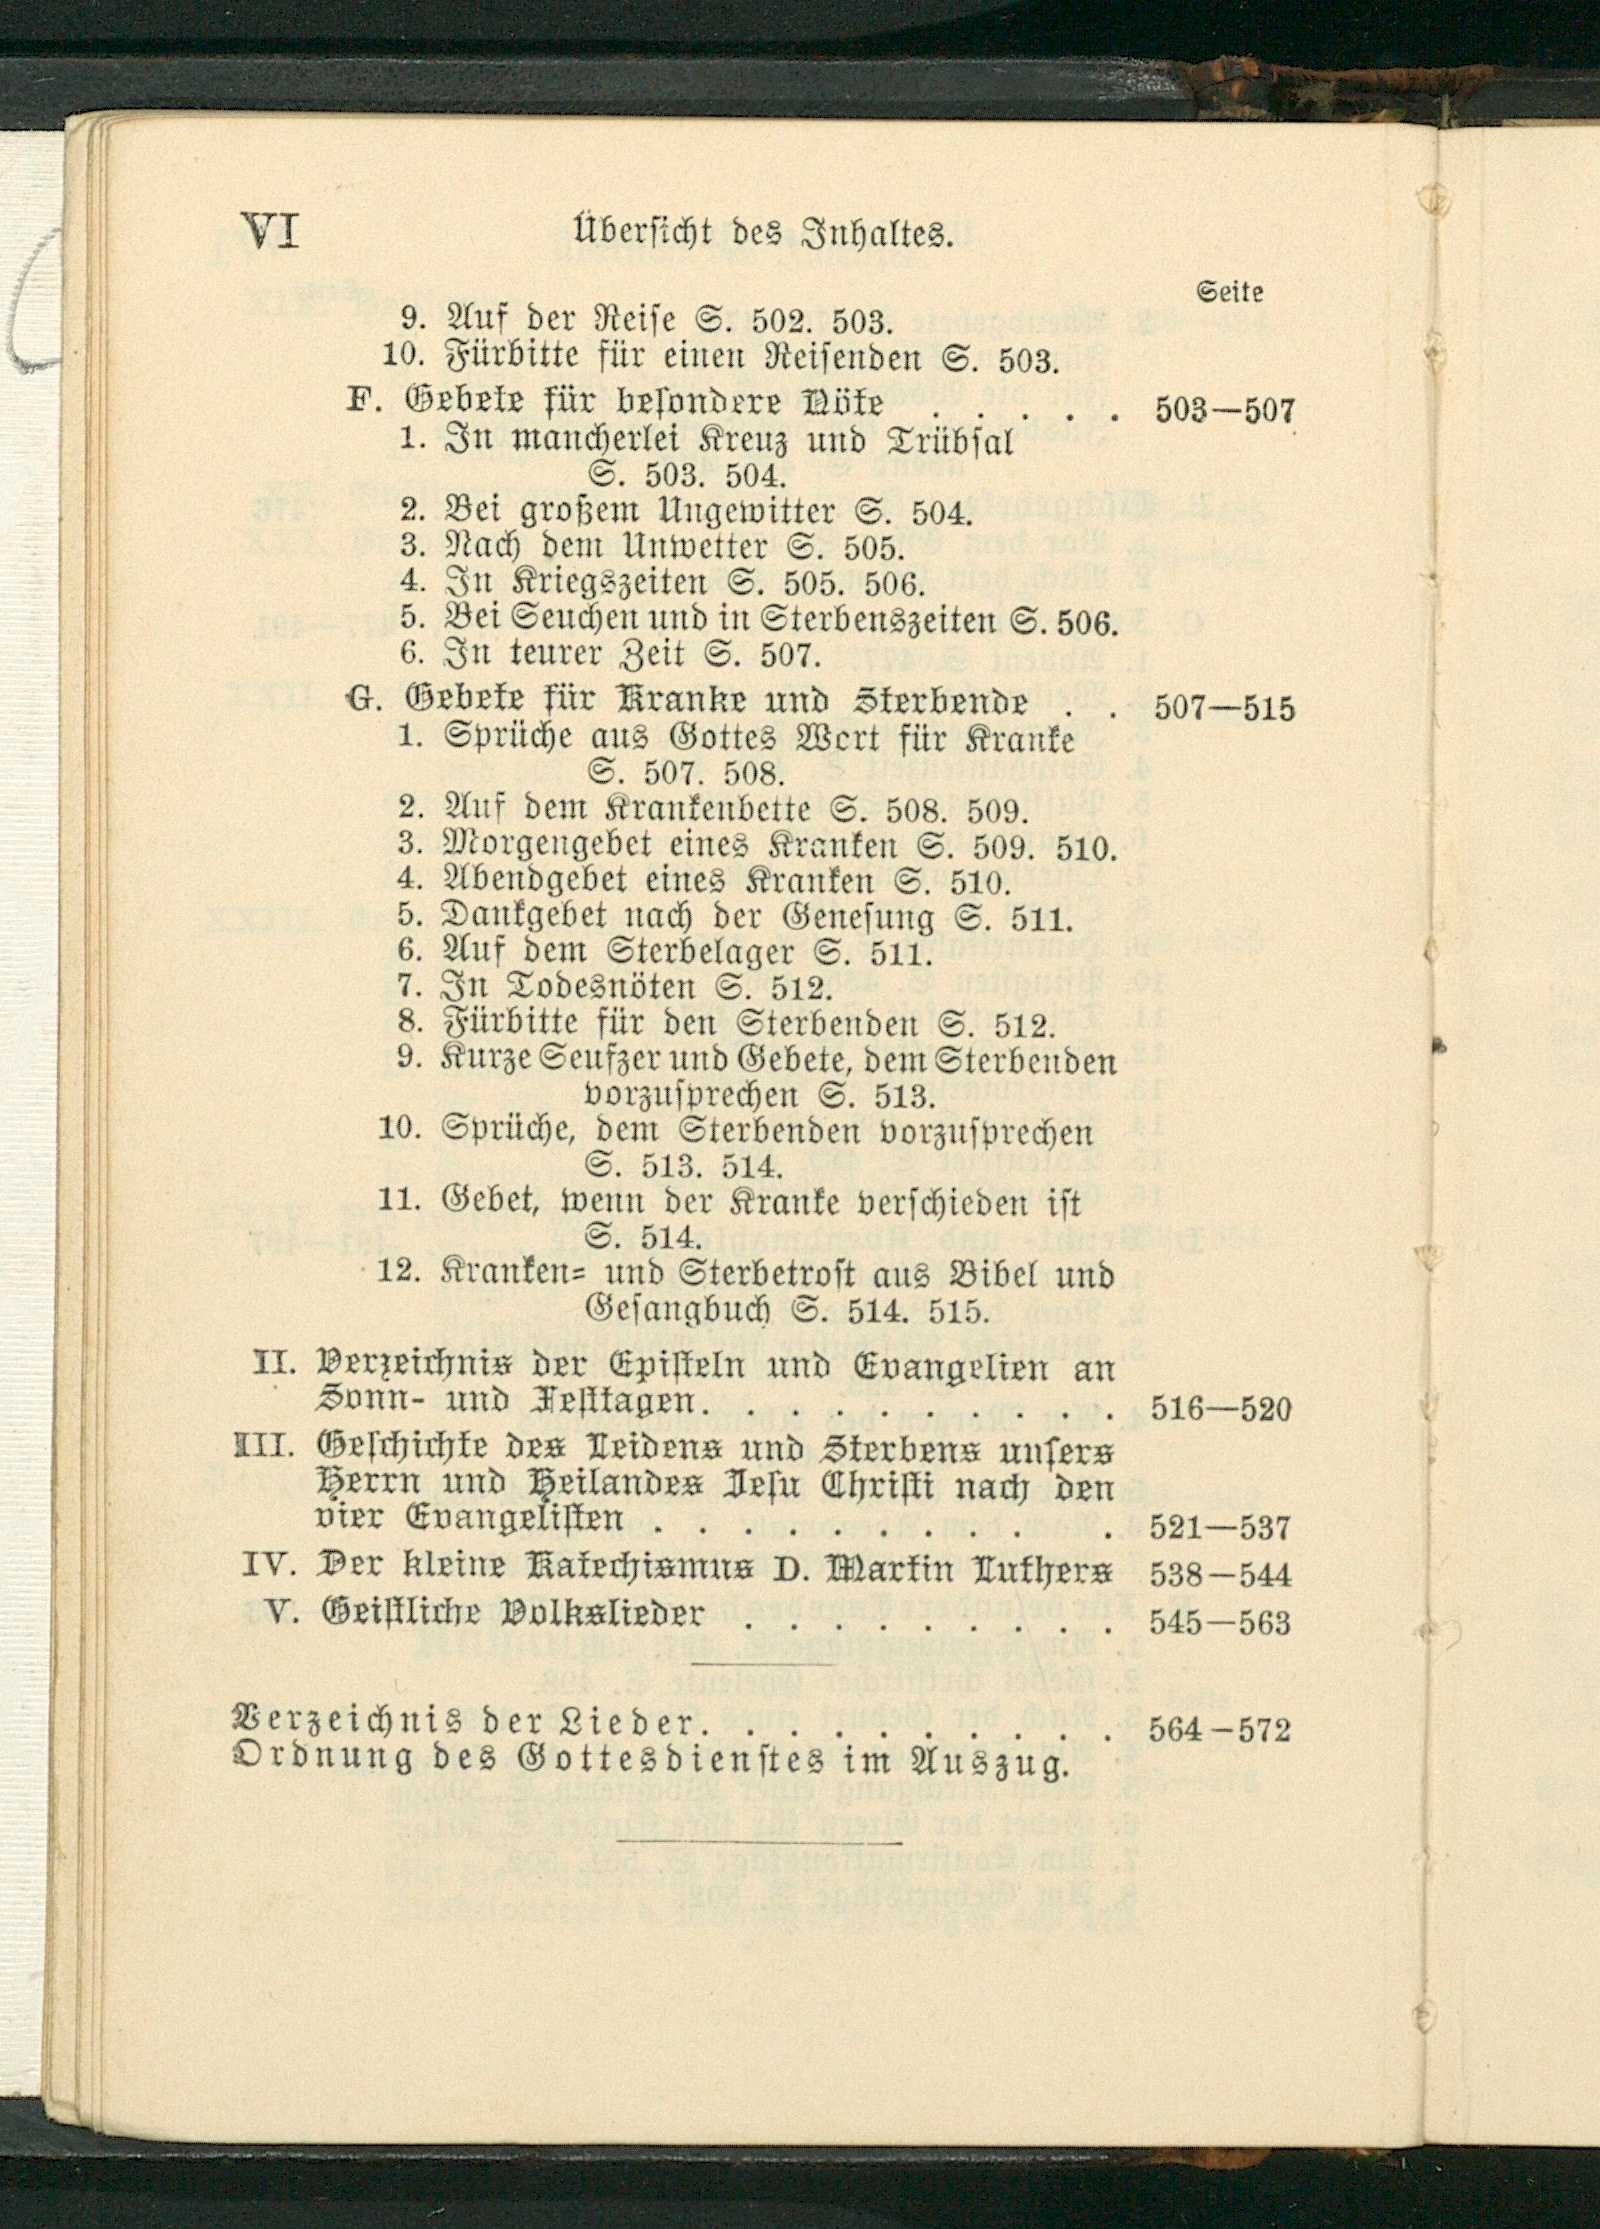 VI Übersicht des Inhaltes.
Seite
9. Auf der Reise S. 502. 503.
10. Fürbitte für einen Reisenden S. 503.
F. Gebete für besondere Nöte . . . . . 503—507
1. In mancherlei Kreuz und Trübsal
S. 503. 504.
2. Bei großem Ungewitter S. 504.
3. Nach dem Unwetter S. 505.
4. In Kriegszeiten S. 505. 506.
5. Bei Seuchen und in Sterbenszeiten S. 506.
6. In teurer Zeit S. 507.
G. Gebete für Kranke und Sterbende . . 507—515
1. Sprüche aus Gottes Wort für Kranke
S. 507. 508.
2. Auf dem Krankenbette S. 508. 509.
3. Morgengebet eines Kranken S. 509. 510.
4. Abendgebet eines Kranken S. 510.
5. Dankgebet nach der Genesung S. 511.
6. Auf dem Sterbelager S. 511.
7. In Todesnöten S. 512.
8. Fürbitte für den Sterbenden S. 512.
9. Kurze Seufzer und Gebete, dem Sterbenden
vorzusprechen S. 513.
10. Sprüche, dem Sterbenden vorzusprechen
S. 513. 514.
11. Gebet, wenn der Kranke verschieden ist
S. 514.
12. Kranken- und Sterbetrost aus Bibel und
Gesangbuch S. 514. 515.
II. Verzeichnis der Episteln und Evangelien an
Sonn- und Festtagen. . . . . . . . . . 516—520
III. Geschichte des Leidens und Sterbens unsers
Herrn und Heilandes Jesu Christi nach den
vier Evangelisten . . . . . . . . . . 521—537
IV. Der kleine Katechismus D. Martin Luthers 538—544
V. Geistliche Volkslieder . . . . . . . . . 545—563
Verzeichnis der Lieder. . . . . . . . . . 564—572
Ordnung des Gottesdienstes im Auszug.